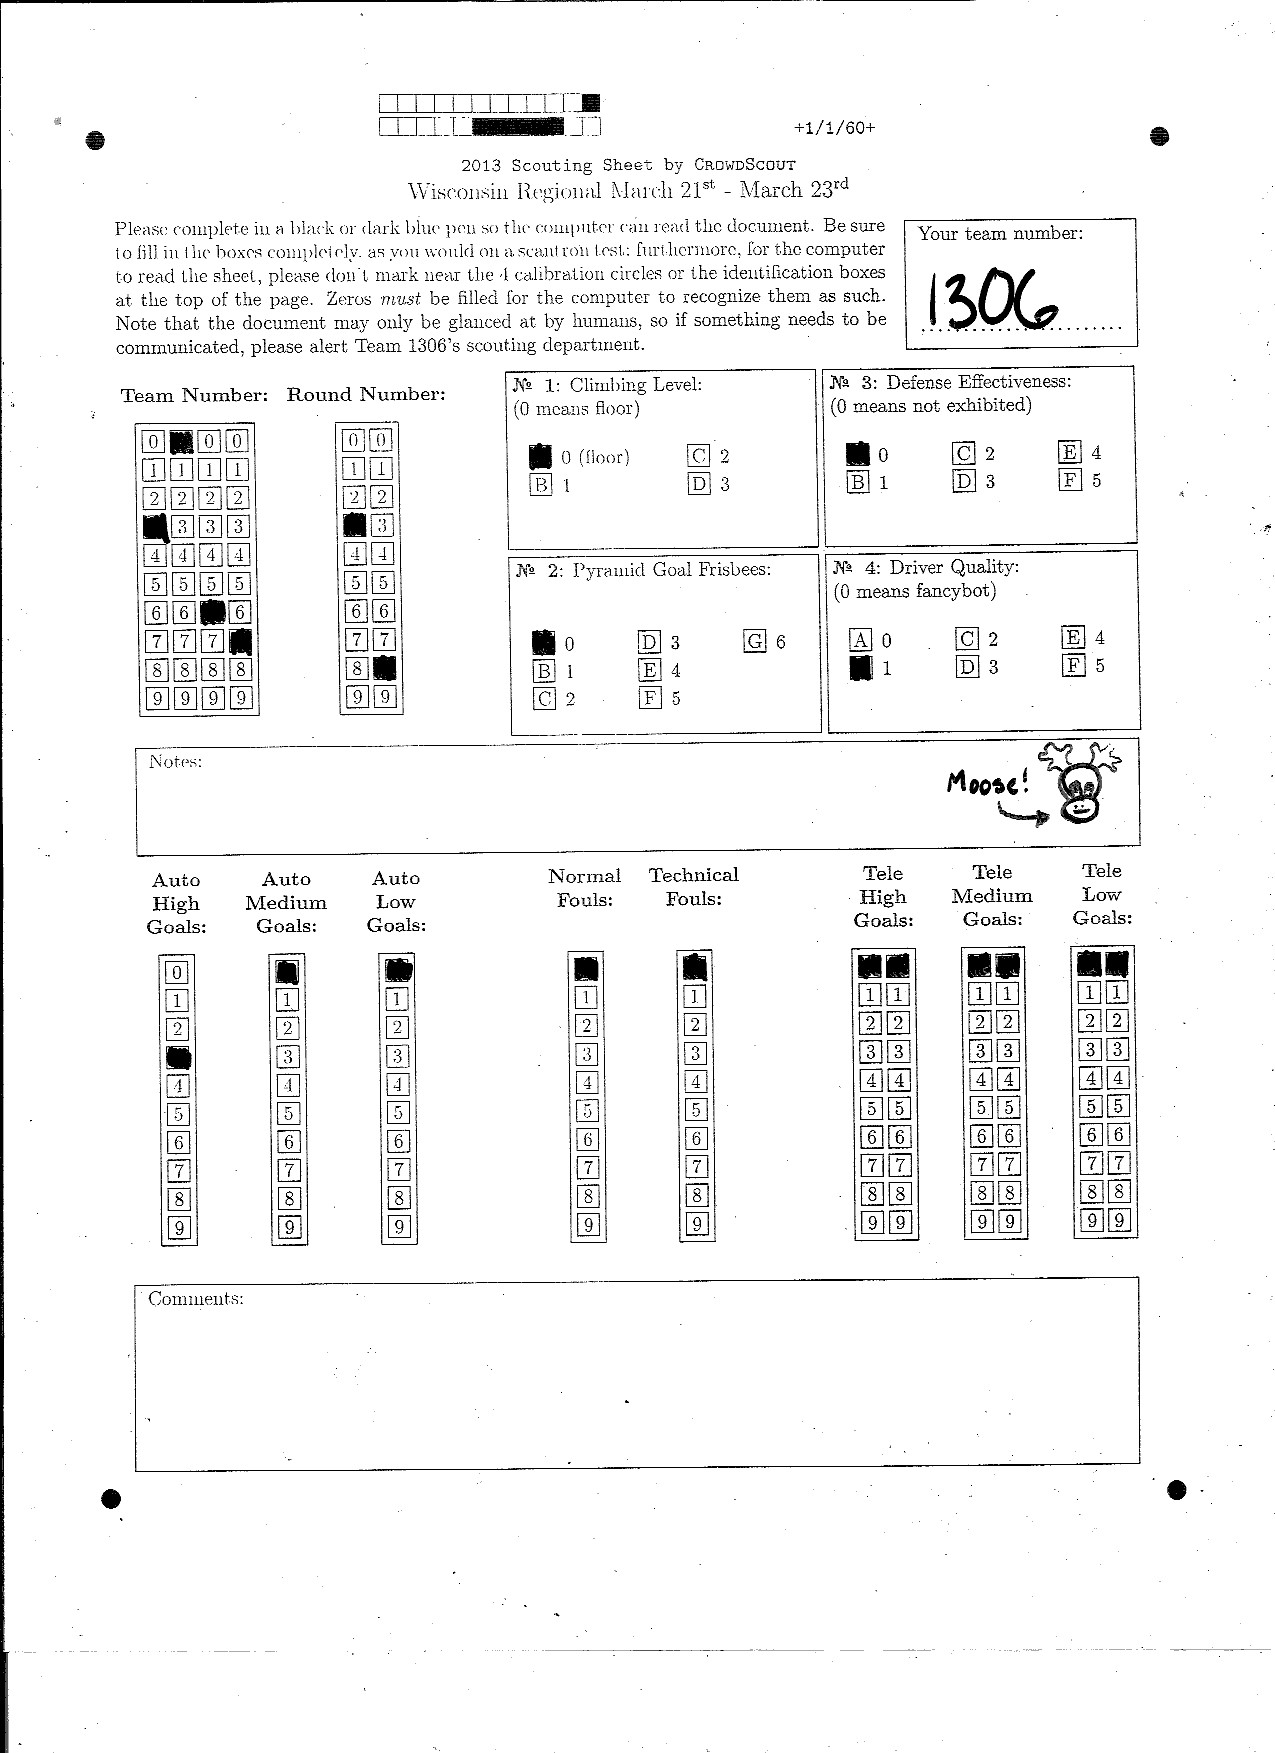 +1/1/60+
2013 Scouting Sheet by CROWDSCOUT
Wisconsin Regional March 21st - March 23rd
Please complete in a black or dark blue pen so the computer can read the document. Be sure
to fill in the boxes completely, as you would on a scantron test; furthermore, for the computer
to read the sheet, please don't mark near the 4 calibration circles or the identification boxes
at the top of the page. Zeros must be filled for the computer to recognize them as such.
Note that the document may only be glanced at by humans, so if something needs to be
communicated, please alert Team 1306's scouting department.
Your team number:
1306
Team Number: Round Number:
0 0 0 0 0
1 1 1 1 1 1
2 2 2 2 2 2
3 3 3 3
4 4 4 4 4 4
5 5 5 5 5 5
6 6 6 6 6
7 7 7 7 7
8 8 8 8 8
9 9 9 9 9 9
№ 1: Climbing Level:
(0 means floor)
0 (floor) C 2
B 1 D 3
№ 3: Defense Effectiveness:
(0 means not exhibited)
0 C 2 E 4
B 1 D 3 F 5
№ 2: Pyramid Goal Frisbees:
0 D 3 G 6
B 1 E 4
C 2 F 5
№ 4: Driver Quality:
(0 means fancybot)
A 0 C 2 E 4
1 D 3 F 5
Notes:
Moose!
Auto Auto Auto Normal Technical Tele Tele Tele
High Medium Low Fouls: Fouls: High Medium Low
Goals: Goals: Goals: Goals: Goals: Goals:
0
1 1 1 1 1 1 1 1 1 1 1
2 2 2 2 2 2 2 2 2 2 2
3 3 3 3 3 3 3 3 3 3
4 4 4 4 4 4 4 4 4 4 4
5 5 5 5 5 5 5 5 5 5 5
6 6 6 6 6 6 6 6 6 6 6
7 7 7 7 7 7 7 7 7 7 7
8 8 8 8 8 8 8 8 8 8 8
9 9 9 9 9 9 9 9 9 9 9
Comments: